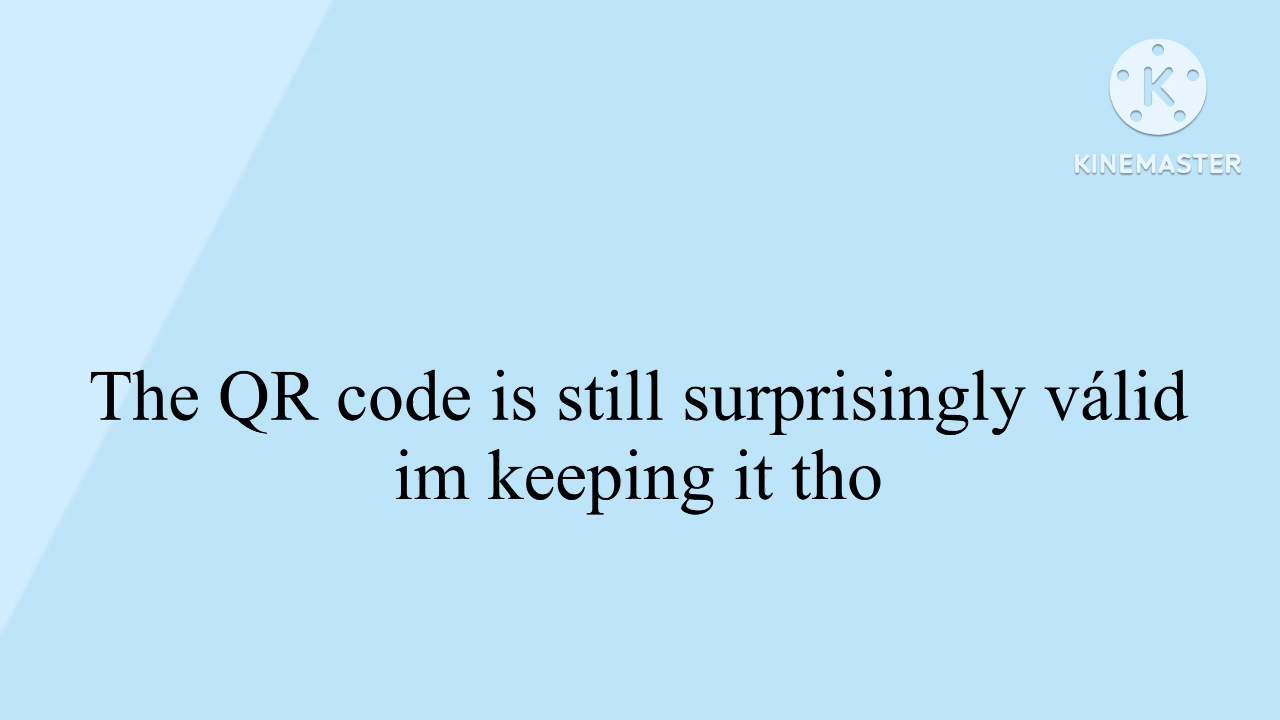 K
KINEMASTER
The QR code is still surprisingly válid
im keeping it tho